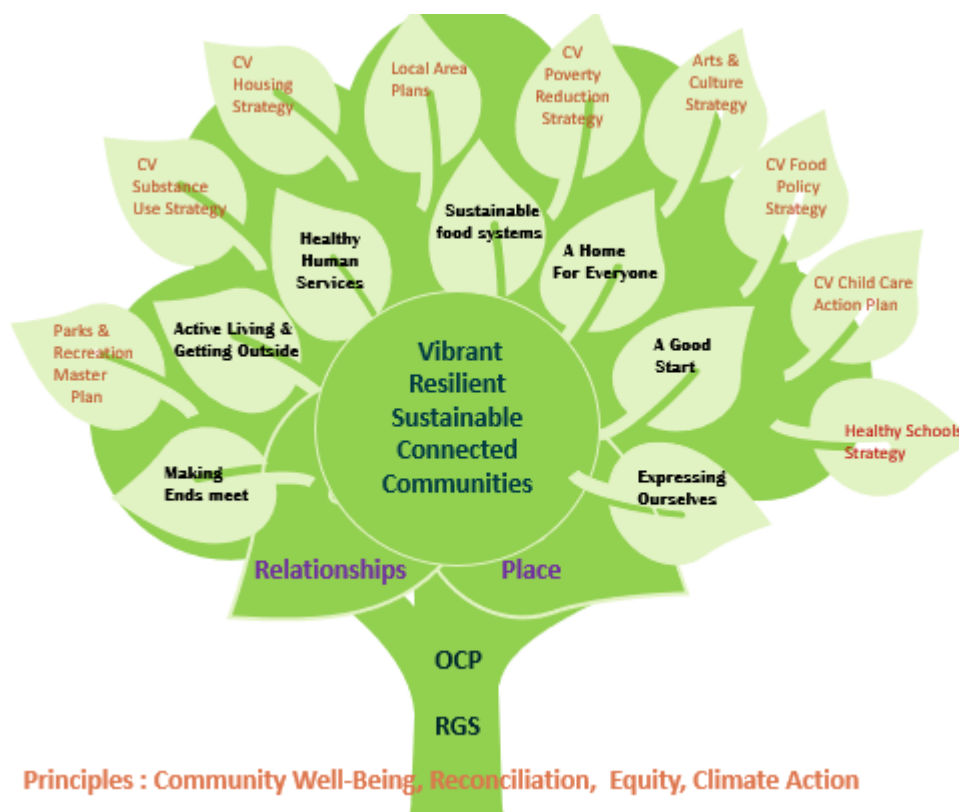 CV
Housing
Strategy
Local Area
Plans
CV
Poverty
Reduction
Strategy
Arts &
Culture
Strategy
CV
Substance
Use Strategy
CV Food
Policy
Strategy
Healthy
Human
Services
Sustainable
food systems
A Home
For Everyone
CV Child Care
Action Plan
Parks &
Recreation
Master
Plan
Active Living &
Getting Outside
A Good
Start
Vibrant
Resilient
Sustainable
Connected
Communities
Healthy Schools
Strategy
Making
Ends meet
Expressing
Ourselves
Relationships
Place
OCP
RGS
Principles : Community Well-Being, Reconciliation, Equity, Climate Action